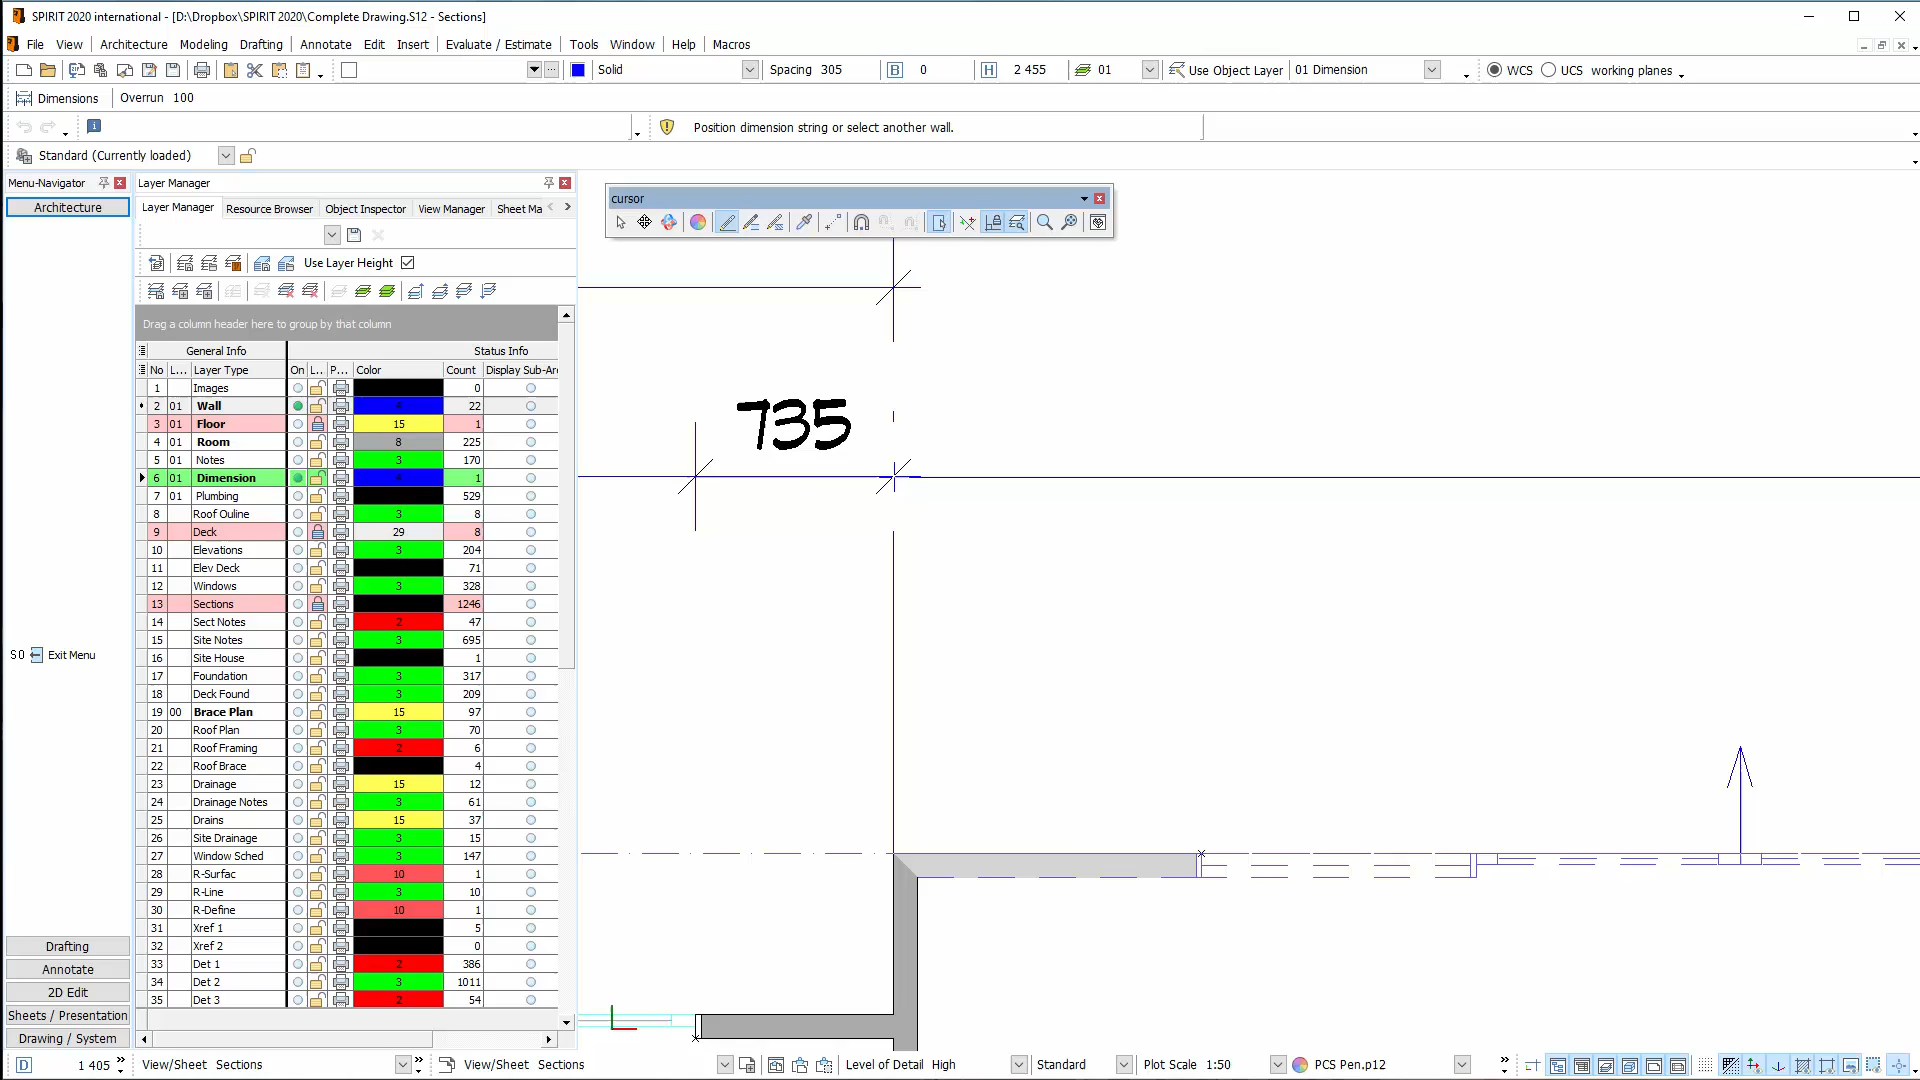 SPIRIT 2020 international - [D:\Dropbox\SPIRIT 2020\Complete Drawing.S12 - Sections]
File View Architecture Modeling Drafting Annotate Edit Insert Evaluate / Estimate Tools Window Help Macros
Solid Spacing 305 B 0 H 2 455 01 Use Object Layer 01 Dimension WCS UCS working planes
Dimensions Overrun 100
Position dimension string or select another wall.
Standard (Currently loaded)
Menu-Navigator Layer Manager
Architecture Layer Manager Resource Browser Object Inspector View Manager Sheet Ma
cursor
Use Layer Height
Drag a column header here to group by that column
General Info Status Info
No L... Layer Type On L... P... Color Count Display Sub-Are
1 Images 0
2 01 Wall 4 22
3 01 Floor 15 1
4 01 Room 8 225
5 01 Notes 3 170
6 01 Dimension 4 1
7 01 Plumbing 529
8 Roof Ouline 3 8
9 Deck 29 8
10 Elevations 3 204
11 Elev Deck 71
12 Windows 3 328
13 Sections 1246
14 Sect Notes 2 47
15 Site Notes 3 695
16 Site House 1
17 Foundation 3 317
18 Deck Found 3 209
19 00 Brace Plan 15 97
20 Roof Plan 3 70
21 Roof Framing 2 6
22 Roof Brace 4
23 Drainage 15 12
24 Drainage Notes 3 61
25 Drains 15 37
26 Site Drainage 3 15
27 Window Sched 3 147
28 R-Surfac 10 1
29 R-Line 3 10
30 R-Define 10 1
31 Xref 1 5
32 Xref 2 0
33 Det 1 2 386
34 Det 2 3 1011
35 Det 3 2 54
735
S0 Exit Menu
Drafting
Annotate
2D Edit
Sheets / Presentation
Drawing / System
D 1 405 View/Sheet Sections View/Sheet Sections Level of Detail High Standard Plot Scale 1:50 PCS Pen.p12